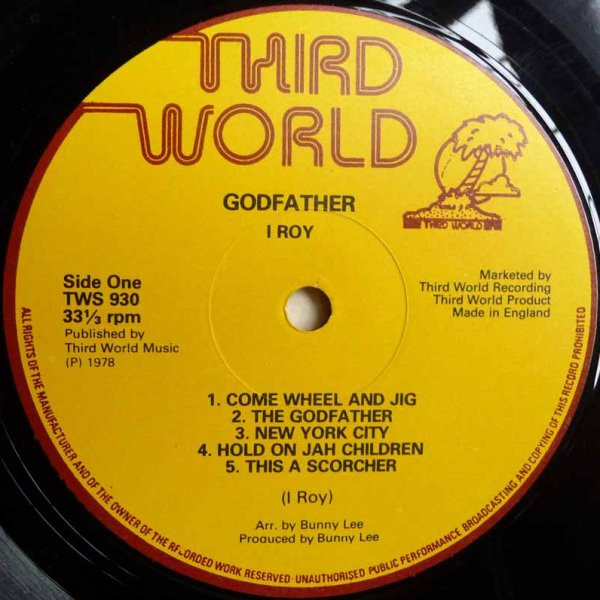 THIRD
WORLD
THIRD WORLD
GODFATHER
I ROY
Side One
TWS 930
33⅓ rpm
Published by
Third World Music
(P) 1978
Marketed by
Third World Recording
Third World Product
Made in England
1. COME WHEEL AND JIG
2. THE GODFATHER
3. NEW YORK CITY
4. HOLD ON JAH CHILDREN
5. THIS A SCORCHER
(I Roy)
Arr. by Bunny Lee
Produced by Bunny Lee
ALL RIGHTS OF THE MANUFACTURER AND OF THE OWNER OF THE RECORDED WORK RESERVED · UNAUTHORISED PUBLIC PERFORMANCE BROADCASTING AND COPYING OF THIS RECORD PROHIBITED